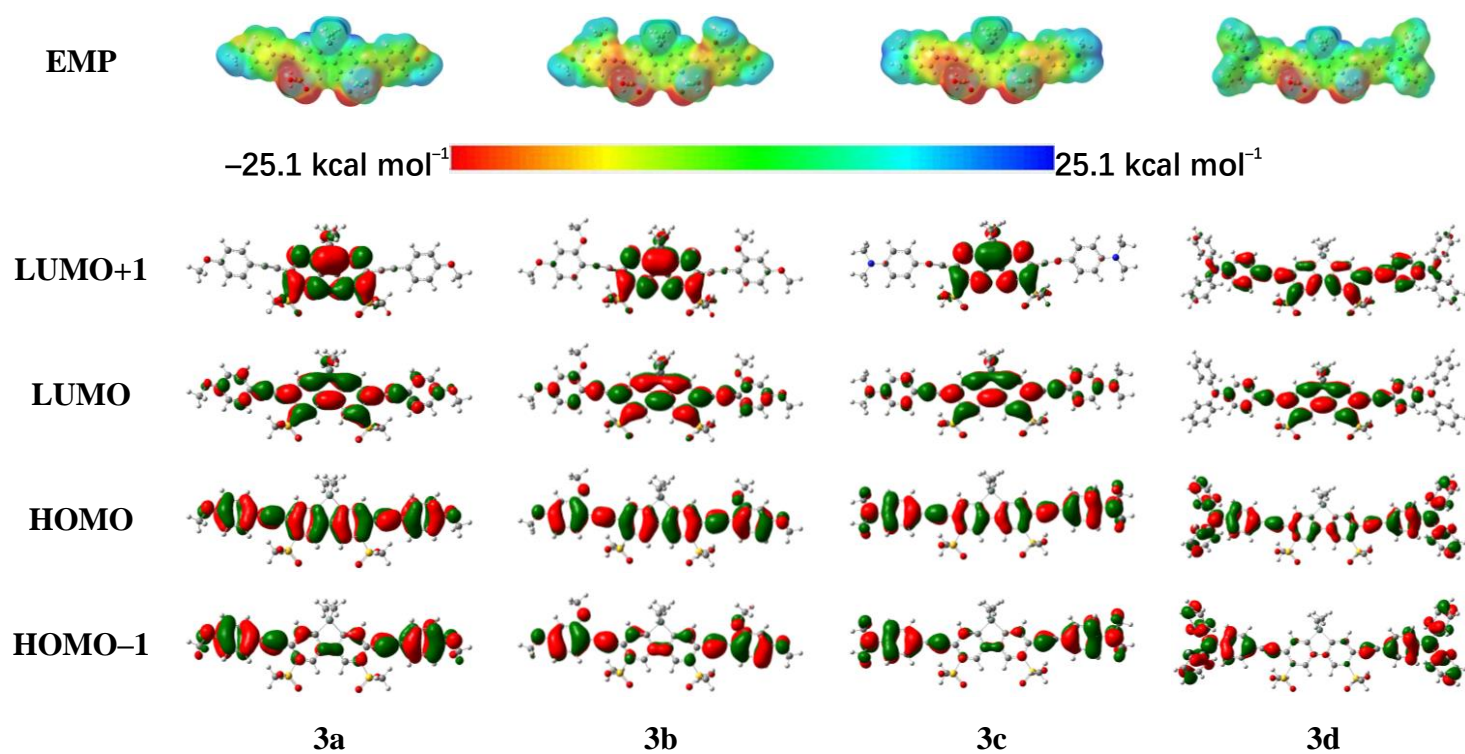 EMP
–25.1 kcal mol⁻¹ 25.1 kcal mol⁻¹
LUMO+1
LUMO
HOMO
HOMO–1
3a 3b 3c 3d